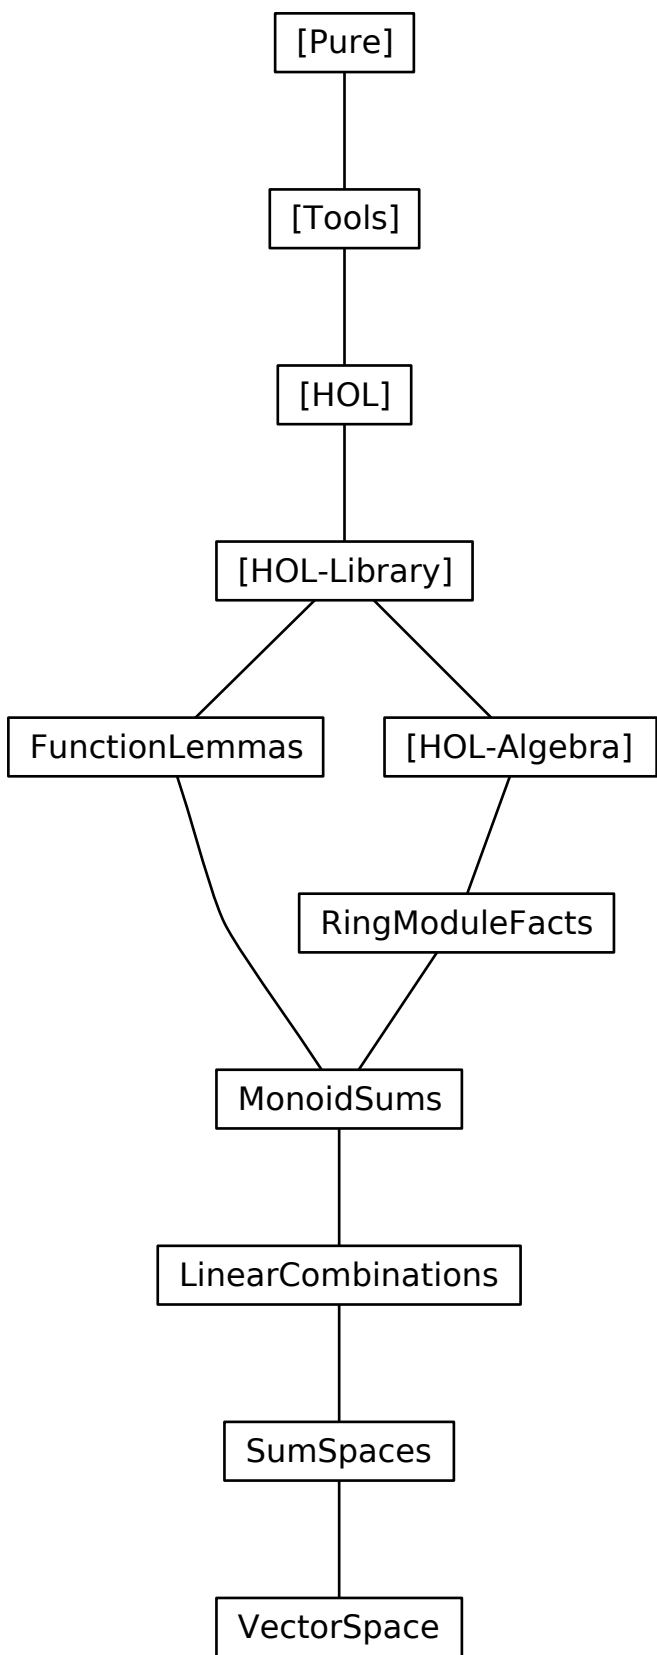 [Pure]
[Tools]
[HOL]
[HOL-Library]
FunctionLemmas
[HOL-Algebra]
RingModuleFacts
MonoidSums
LinearCombinations
SumSpaces
VectorSpace